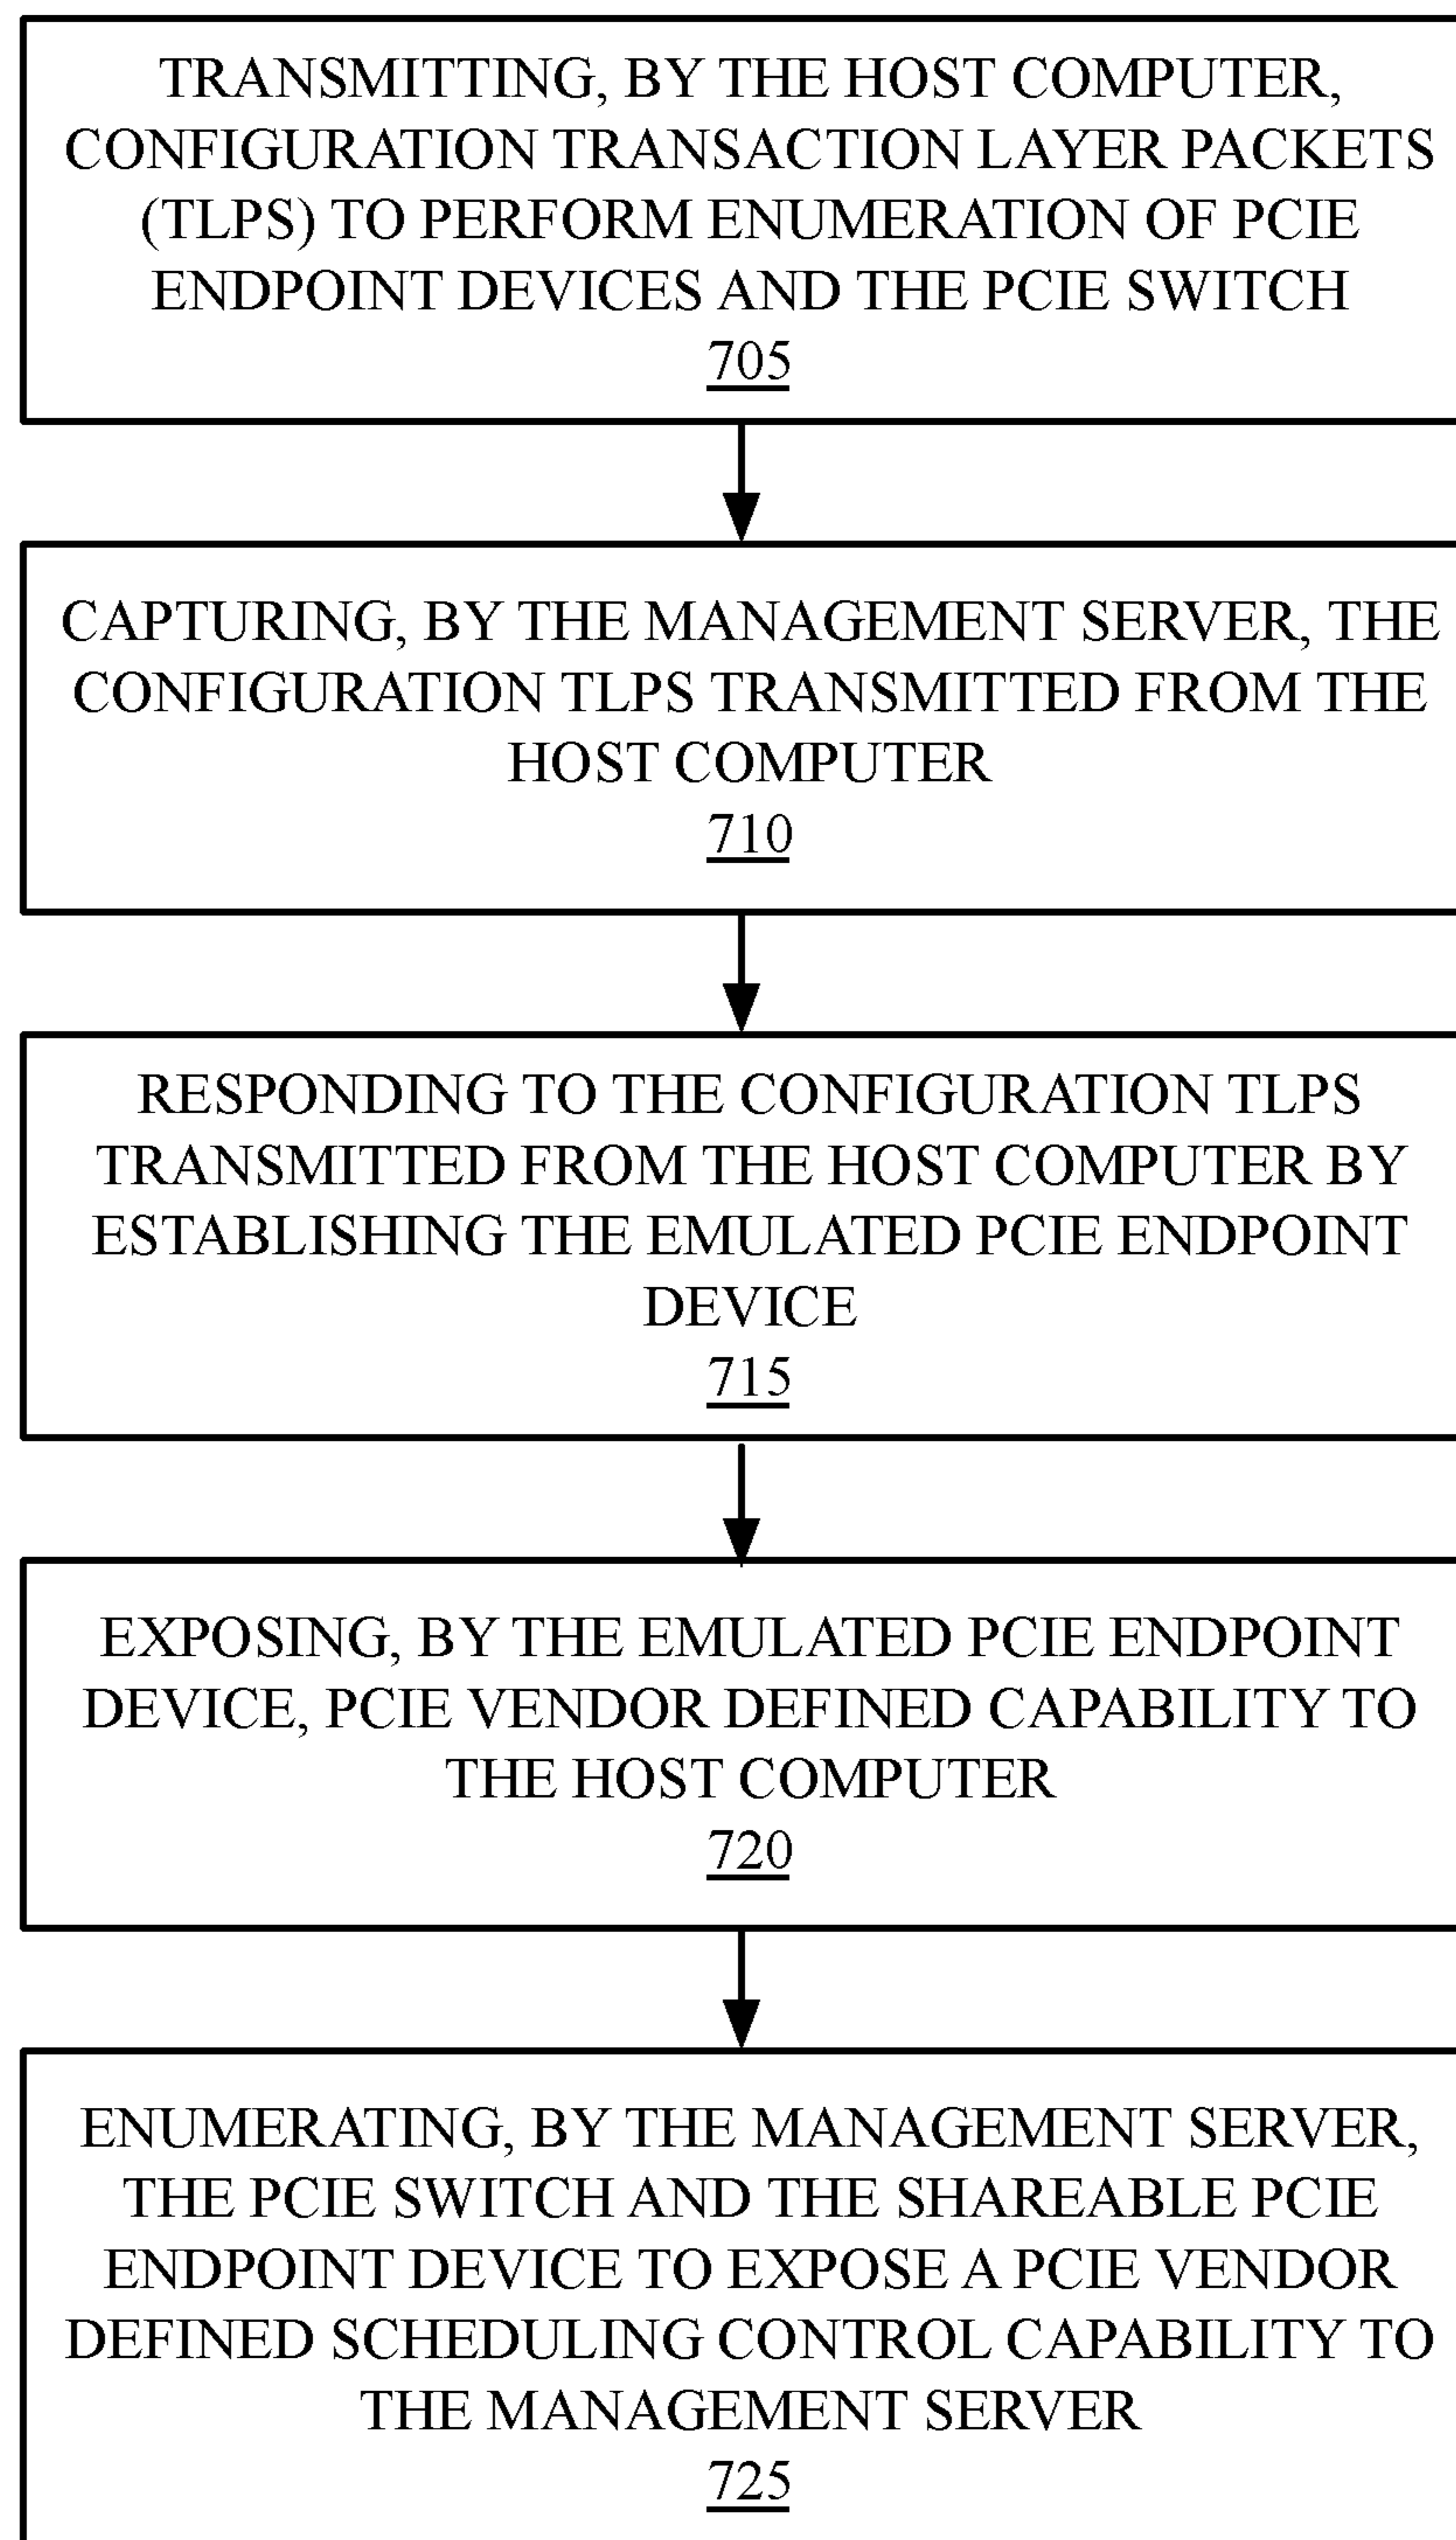 TRANSMITTING, BY THE HOST COMPUTER,
CONFIGURATION TRANSACTION LAYER PACKETS
(TLPS) TO PERFORM ENUMERATION OF PCIE
ENDPOINT DEVICES AND THE PCIE SWITCH
705
CAPTURING, BY THE MANAGEMENT SERVER, THE
CONFIGURATION TLPS TRANSMITTED FROM THE
HOST COMPUTER
710
RESPONDING TO THE CONFIGURATION TLPS
TRANSMITTED FROM THE HOST COMPUTER BY
ESTABLISHING THE EMULATED PCIE ENDPOINT
DEVICE
715
EXPOSING, BY THE EMULATED PCIE ENDPOINT
DEVICE, PCIE VENDOR DEFINED CAPABILITY TO
THE HOST COMPUTER
720
ENUMERATING, BY THE MANAGEMENT SERVER,
THE PCIE SWITCH AND THE SHAREABLE PCIE
ENDPOINT DEVICE TO EXPOSE A PCIE VENDOR
DEFINED SCHEDULING CONTROL CAPABILITY TO
THE MANAGEMENT SERVER
725